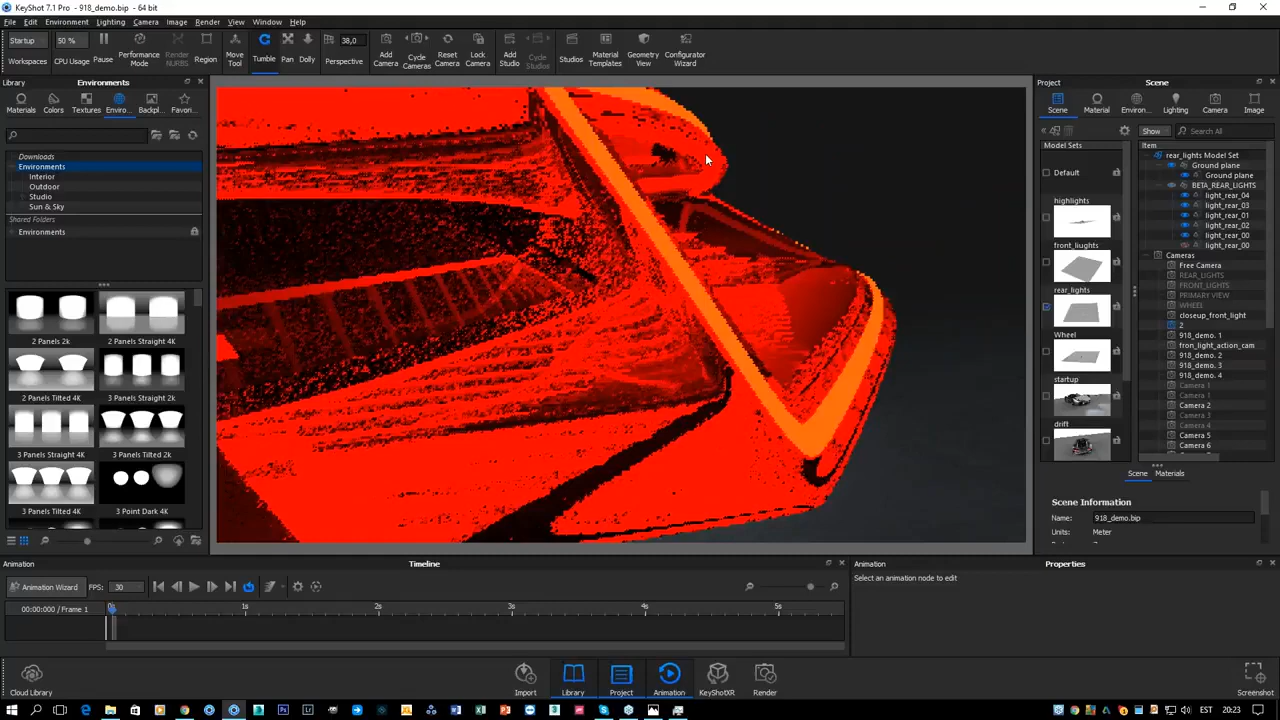 KeyShot 7.1 Pro - 918_demo.bip - 64 bit
File Edit Environment Lighting Camera Image Render View Window Help
Startup 50 % 38,0
Workspaces CPU Usage Pause Performance Mode Render NURBS Region Move Tool Tumble Pan Dolly Perspective Add Camera Cycle Cameras Reset Camera Lock Camera Add Studio Cycle Studios Studios Material Templates Geometry View Configurator Wizard
Library Environments
Materials Colors Textures Enviro... Backpl... Favori...
Downloads
Environments
Interior
Outdoor
Studio
Sun & Sky
Shared Folders
Environments
2 Panels 2k 2 Panels Straight 4K
2 Panels Tilted 4K 3 Panels Straight 2k
3 Panels Straight 4K 3 Panels Tilted 2k
3 Panels Tilted 4K 3 Point Dark 4K
Project Scene
Scene Material Environ... Lighting Camera Image
Show Search All
Model Sets
Default
highlights
front_liughts
rear_lights
Wheel
startup
drift
Item
rear_lights Model Set
Ground plane
Ground plane
BETA_REAR_LIGHTS
light_rear_04
light_rear_03
light_rear_01
light_rear_02
light_rear_00
light_rear_00
Cameras
Free Camera
REAR_LIGHTS
FRONT_LIGHTS
PRIMARY VIEW
WHEEL
closeup_front_light
2
918_demo. 1
fron_light_action_cam
918_demo. 2
918_demo. 3
918_demo. 4
Camera 1
Camera 2
Camera 3
Camera 4
Camera 5
Camera 6
Scene Materials
Scene Information
Name: 918_demo.bip
Units: Meter
Animation Timeline
Animation Wizard FPS: 30
00:00:000 / Frame 1 0s 1s 2s 3s 4s 5s
Animation Properties
Select an animation node to edit
Cloud Library Import Library Project Animation KeyShotXR Render Screenshot
EST 20:23